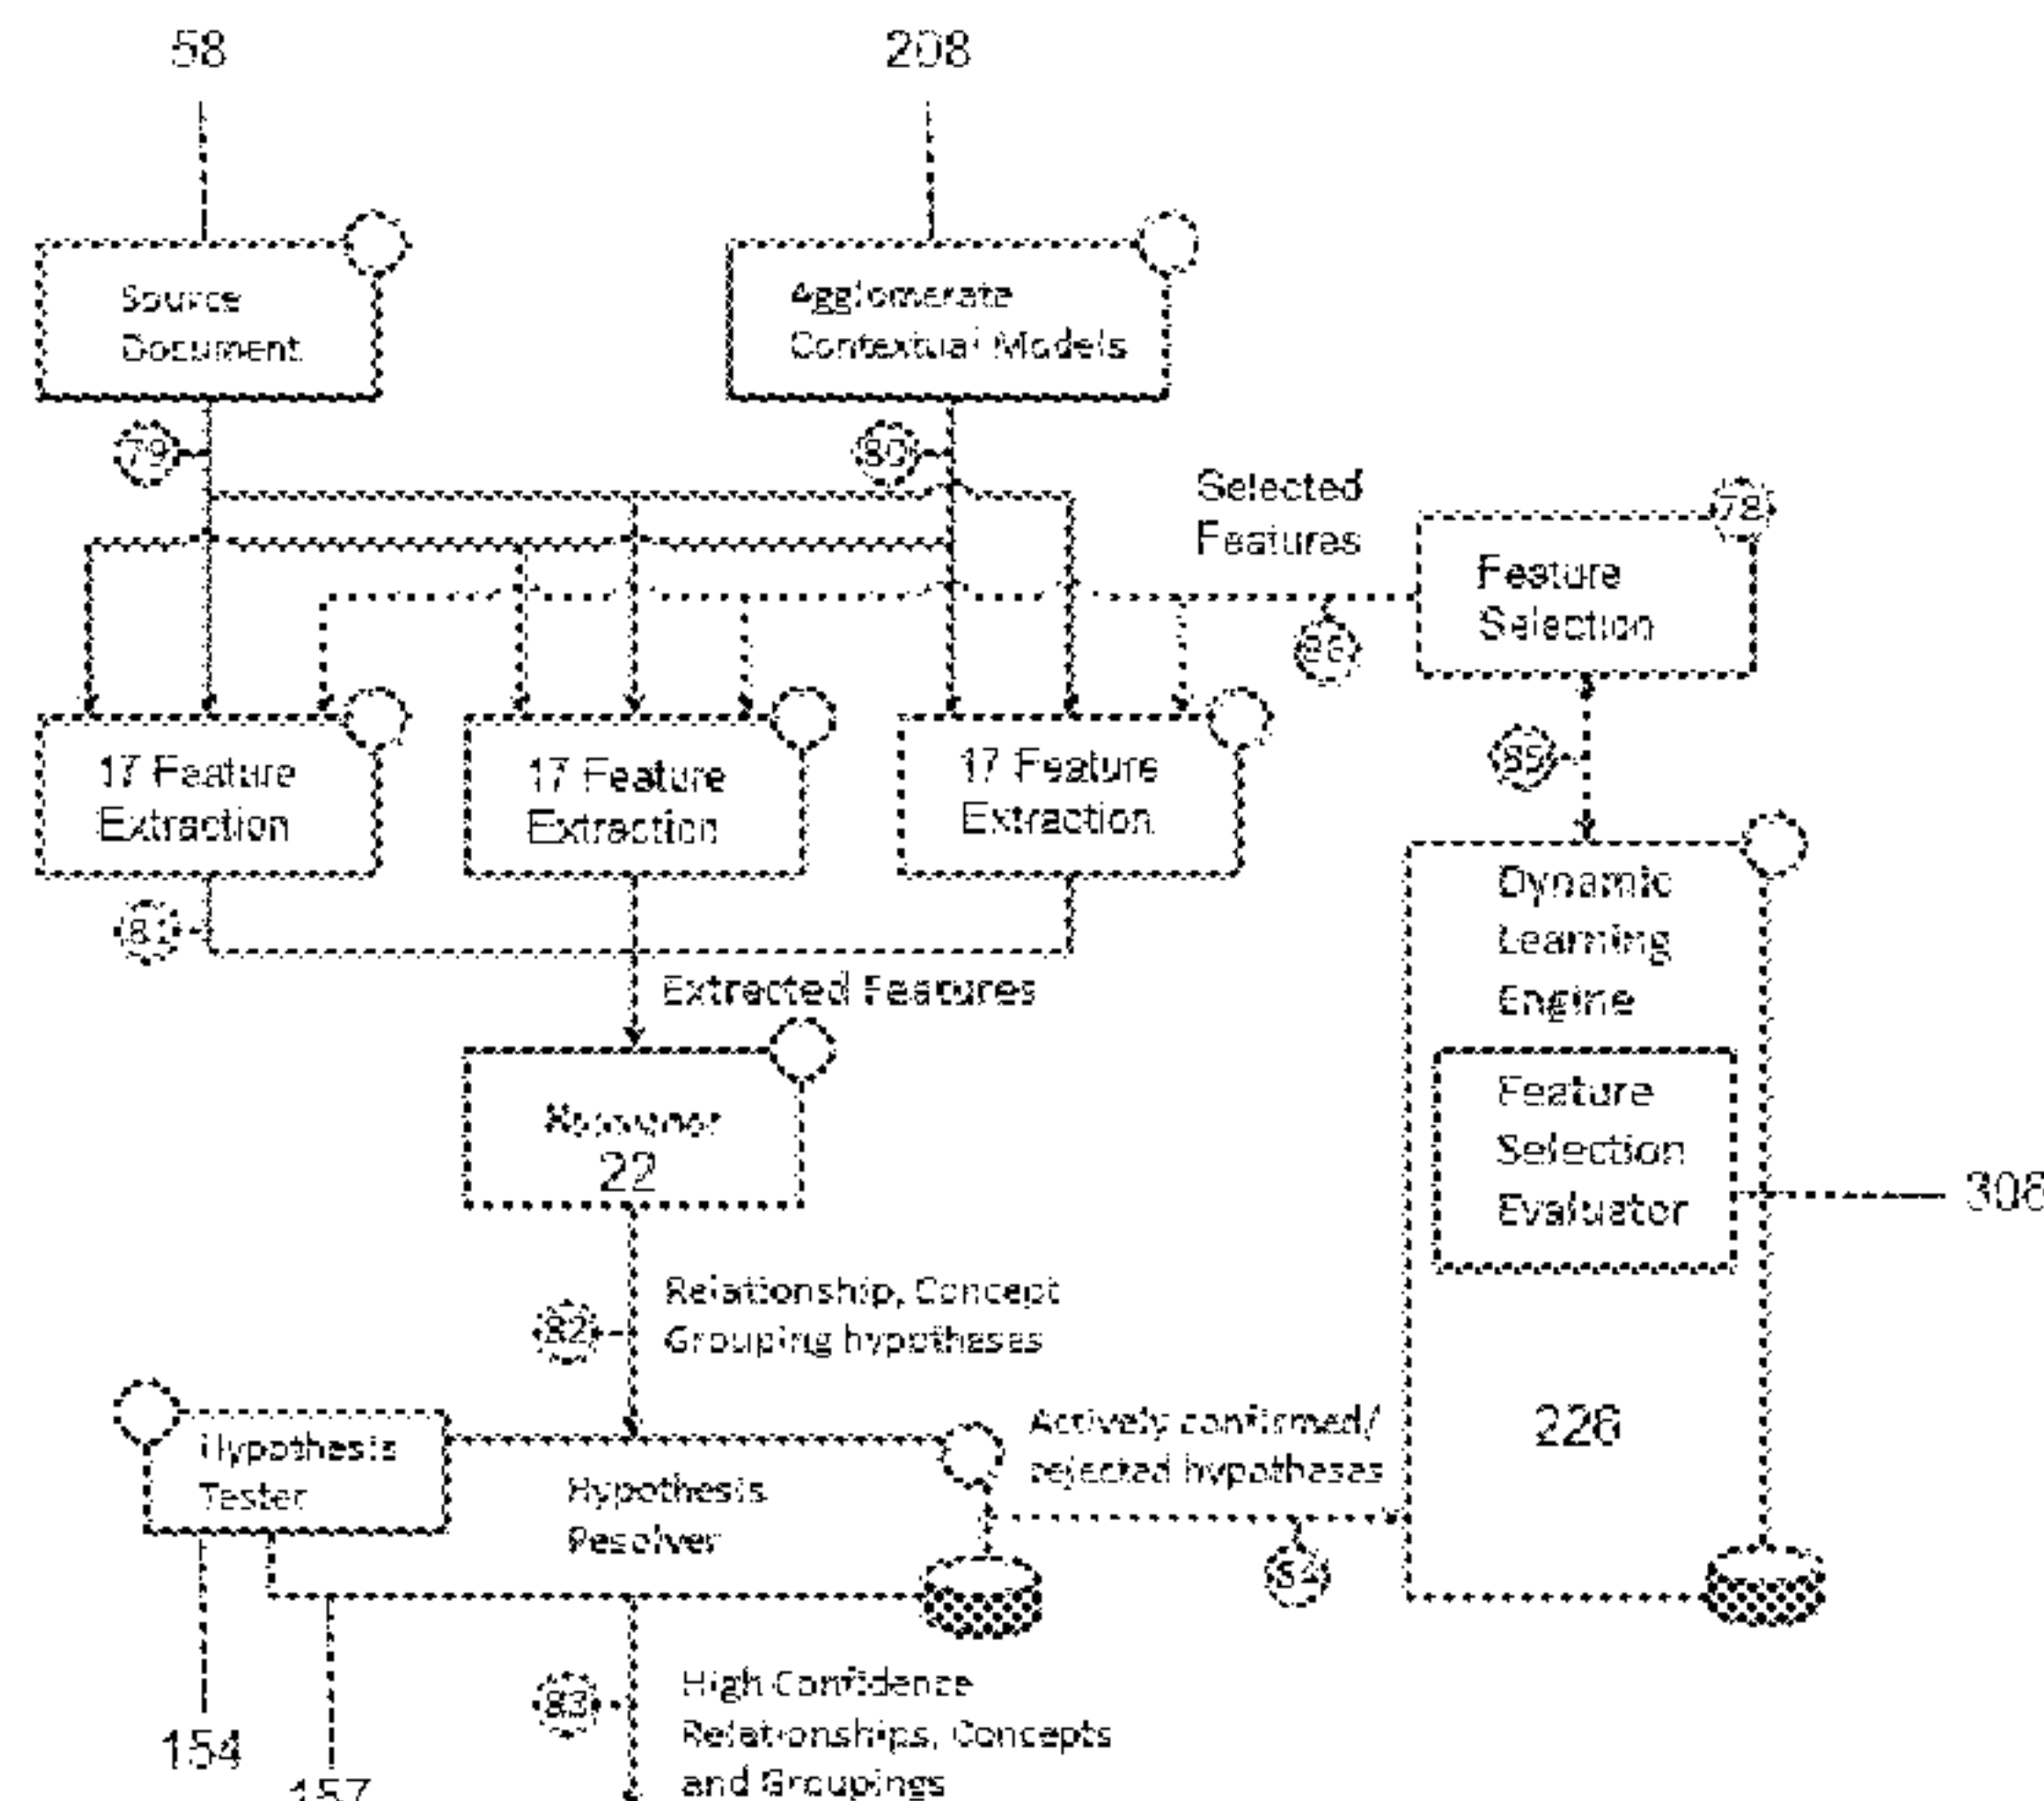 58
208
Source
Document
Agglomerate
Contextual Models
79
80
Selected
Features
78
Feature
Selection
86
17 Feature
Extraction
17 Feature
Extraction
17 Feature
Extraction
85
81
Extracted Features
Dynamic
Learning
Engine
Reasoner
22
Feature
Selection
Evaluator
306
82
Relationship, Concept
Grouping hypotheses
226
Hypothesis
Tester
Hypothesis
Resolver
Actively confirmed/
rejected hypotheses
84
154
157
83
High Confidence
Relationships, Concepts
and Groupings